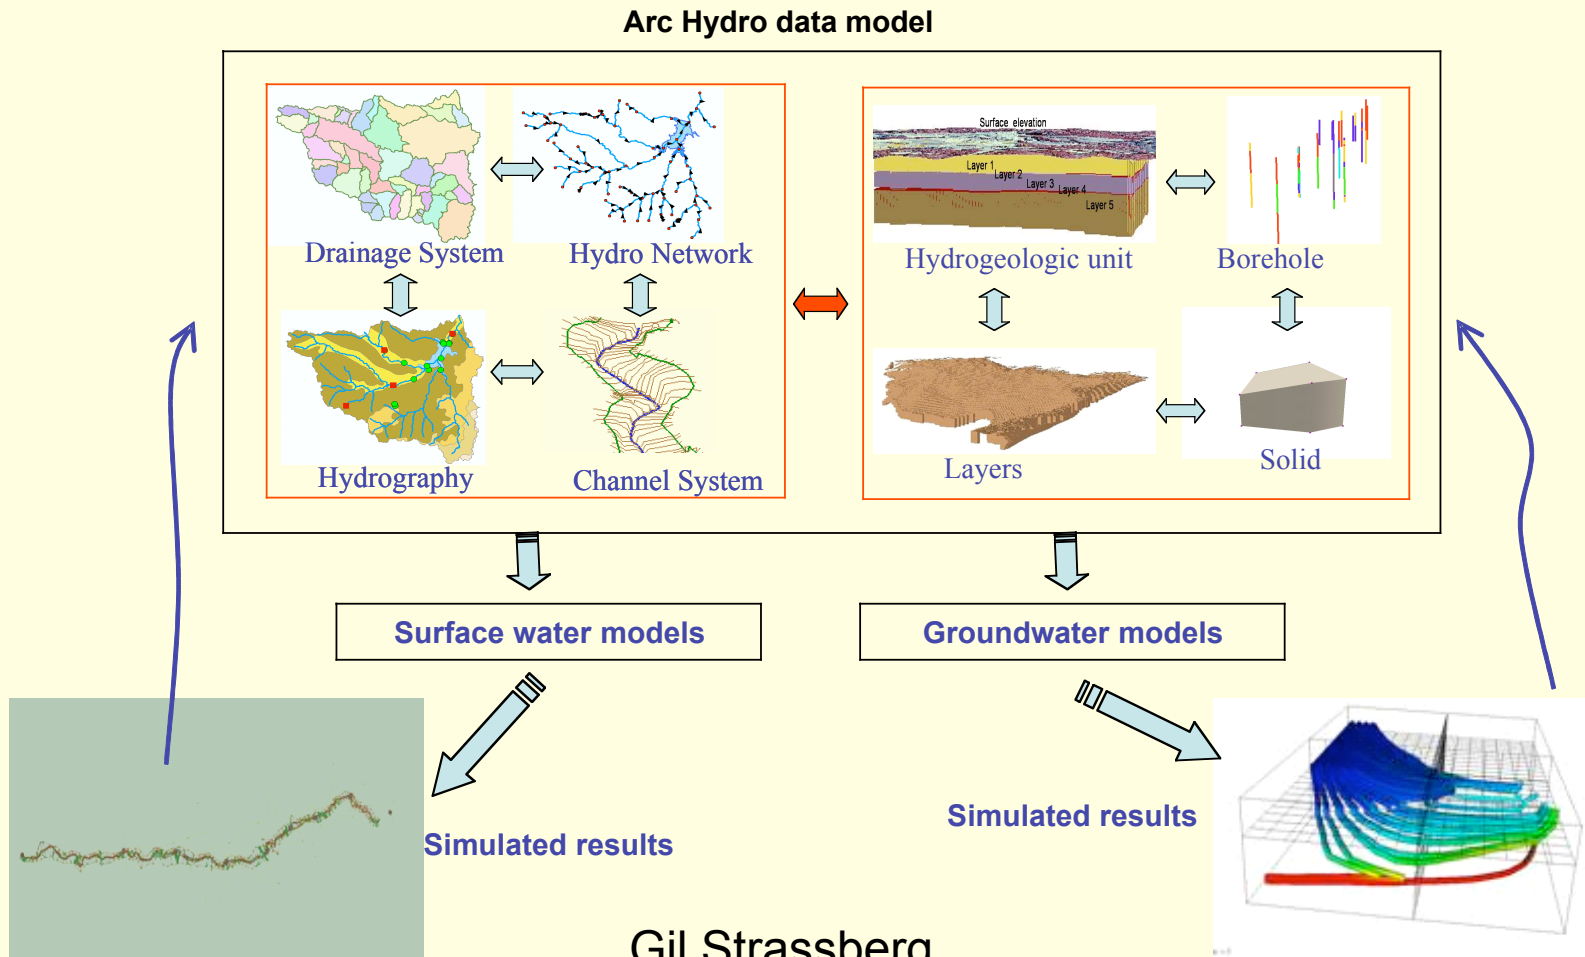 Arc Hydro data model
Surface elevation
Layer 1
Layer 2
Layer 3
Layer 4
Layer 5
Drainage System
Hydro Network
Hydrogeologic unit
Borehole
Hydrography
Channel System
Layers
Solid
Surface water models
Groundwater models
Simulated results
Simulated results
Gil Strassberg